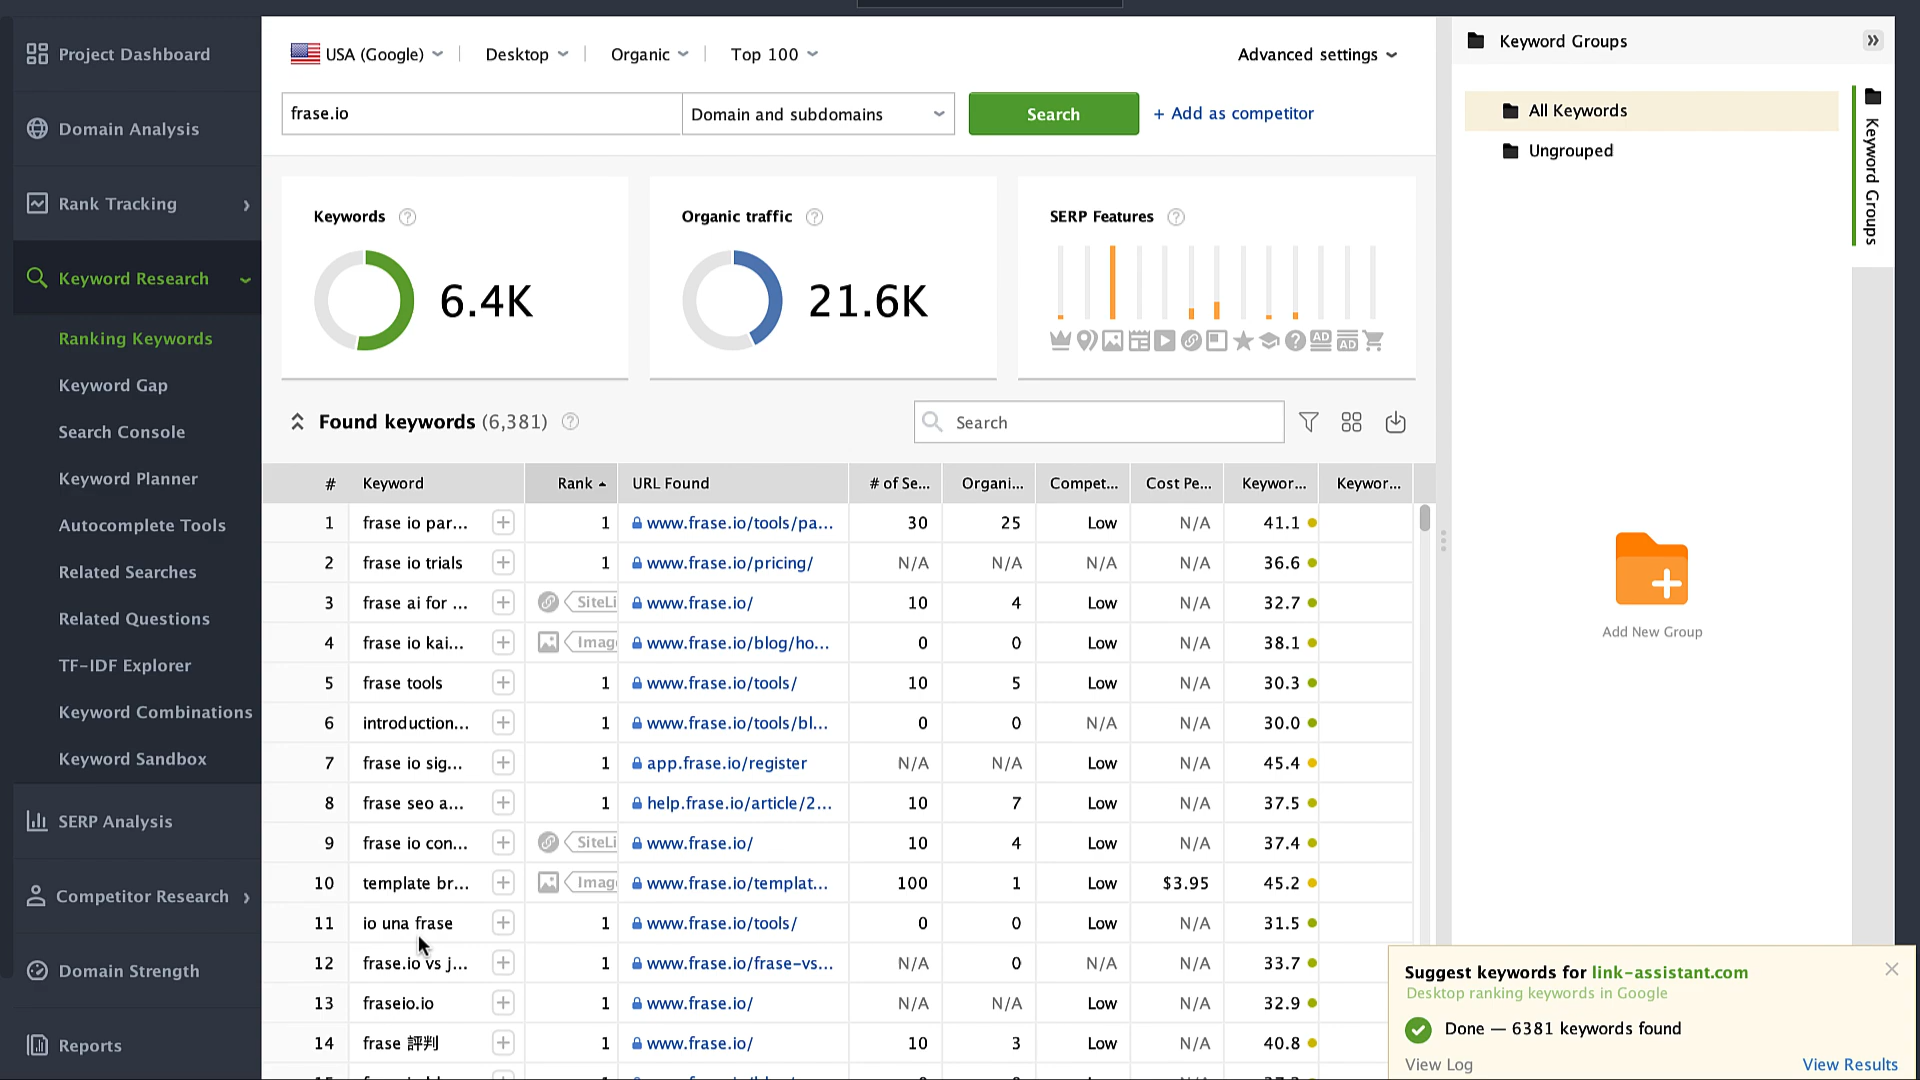 Project Dashboard
Domain Analysis
Rank Tracking
Keyword Research
Ranking Keywords
Keyword Gap
Search Console
Keyword Planner
Autocomplete Tools
Related Searches
Related Questions
TF-IDF Explorer
Keyword Combinations
Keyword Sandbox
SERP Analysis
Competitor Research
Domain Strength
Reports
USA (Google) Desktop Organic Top 100 Advanced settings
frase.io Domain and subdomains Search + Add as competitor
Keywords ?
6.4K
Organic traffic ?
21.6K
SERP Features ?
AD AD
Found keywords (6,381) ? Search
# Keyword Rank URL Found # of Se... Organi... Compet... Cost Pe... Keywor... Keywor...
1 frase io par... 1 www.frase.io/tools/pa... 30 25 Low N/A 41.1
2 frase io trials 1 www.frase.io/pricing/ N/A N/A N/A N/A 36.6
3 frase ai for ... SiteLi www.frase.io/ 10 4 Low N/A 32.7
4 frase io kai... Imag www.frase.io/blog/ho... 0 0 Low N/A 38.1
5 frase tools 1 www.frase.io/tools/ 10 5 Low N/A 30.3
6 introduction... 1 www.frase.io/tools/bl... 0 0 N/A N/A 30.0
7 frase io sig... 1 app.frase.io/register N/A N/A Low N/A 45.4
8 frase seo a... 1 help.frase.io/article/2... 10 7 Low N/A 37.5
9 frase io con... SiteLi www.frase.io/ 10 4 Low N/A 37.4
10 template br... Imag www.frase.io/templat... 100 1 Low $3.95 45.2
11 io una frase 1 www.frase.io/tools/ 0 0 Low N/A 31.5
12 frase.io vs j... 1 www.frase.io/frase-vs... N/A 0 N/A N/A 33.7
13 fraseio.io 1 www.frase.io/ N/A N/A Low N/A 32.9
14 frase 評判 1 www.frase.io/ 10 3 Low N/A 40.8
Keyword Groups
All Keywords
Ungrouped
Keyword Groups
Add New Group
Suggest keywords for link-assistant.com
Desktop ranking keywords in Google
Done — 6381 keywords found
View Log View Results